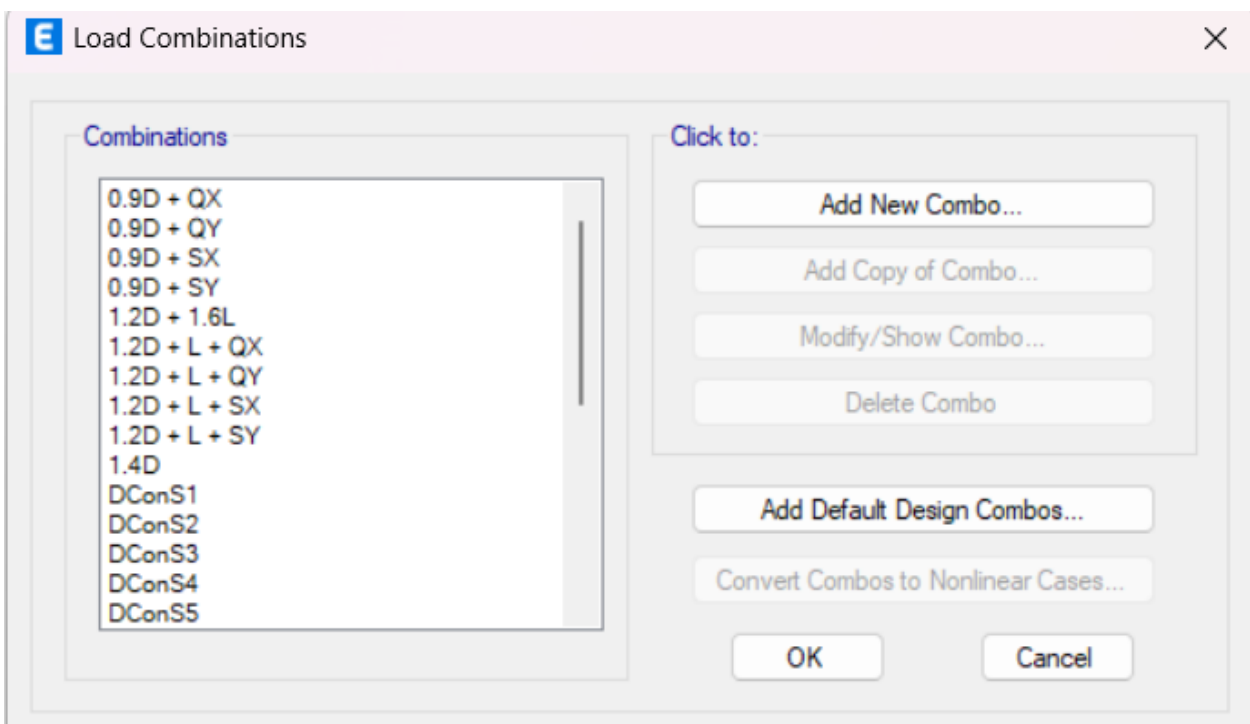 Load Combinations
Combinations
0.9D + QX
0.9D + QY
0.9D + SX
0.9D + SY
1.2D + 1.6L
1.2D + L + QX
1.2D + L + QY
1.2D + L + SX
1.2D + L + SY
1.4D
DConS1
DConS2
DConS3
DConS4
DConS5
Click to:
Add New Combo...
Add Copy of Combo...
Modify/Show Combo...
Delete Combo
Add Default Design Combos...
Convert Combos to Nonlinear Cases...
OK
Cancel